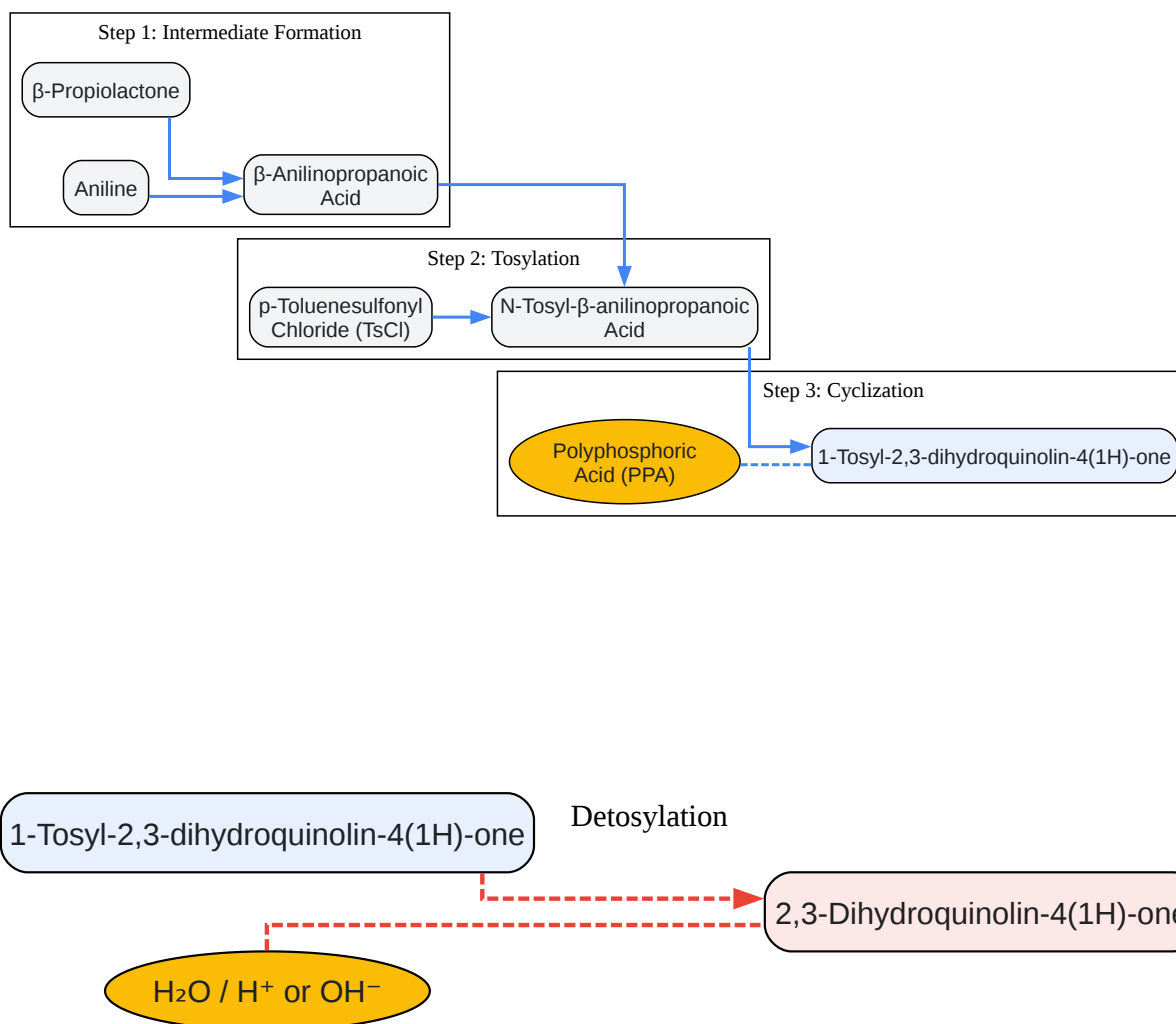 Step 1: Intermediate Formation
β-Propiolactone
Aniline
β-Anilinopropanoic
Acid
Step 2: Tosylation
p-Toluenesulfonyl
Chloride (TsCl)
N-Tosyl-β-anilinopropanoic
Acid
Step 3: Cyclization
Polyphosphoric
Acid (PPA)
1-Tosyl-2,3-dihydroquinolin-4(1H)-one
1-Tosyl-2,3-dihydroquinolin-4(1H)-one
Detosylation
2,3-Dihydroquinolin-4(1H)-one
H₂O / H⁺ or OH⁻